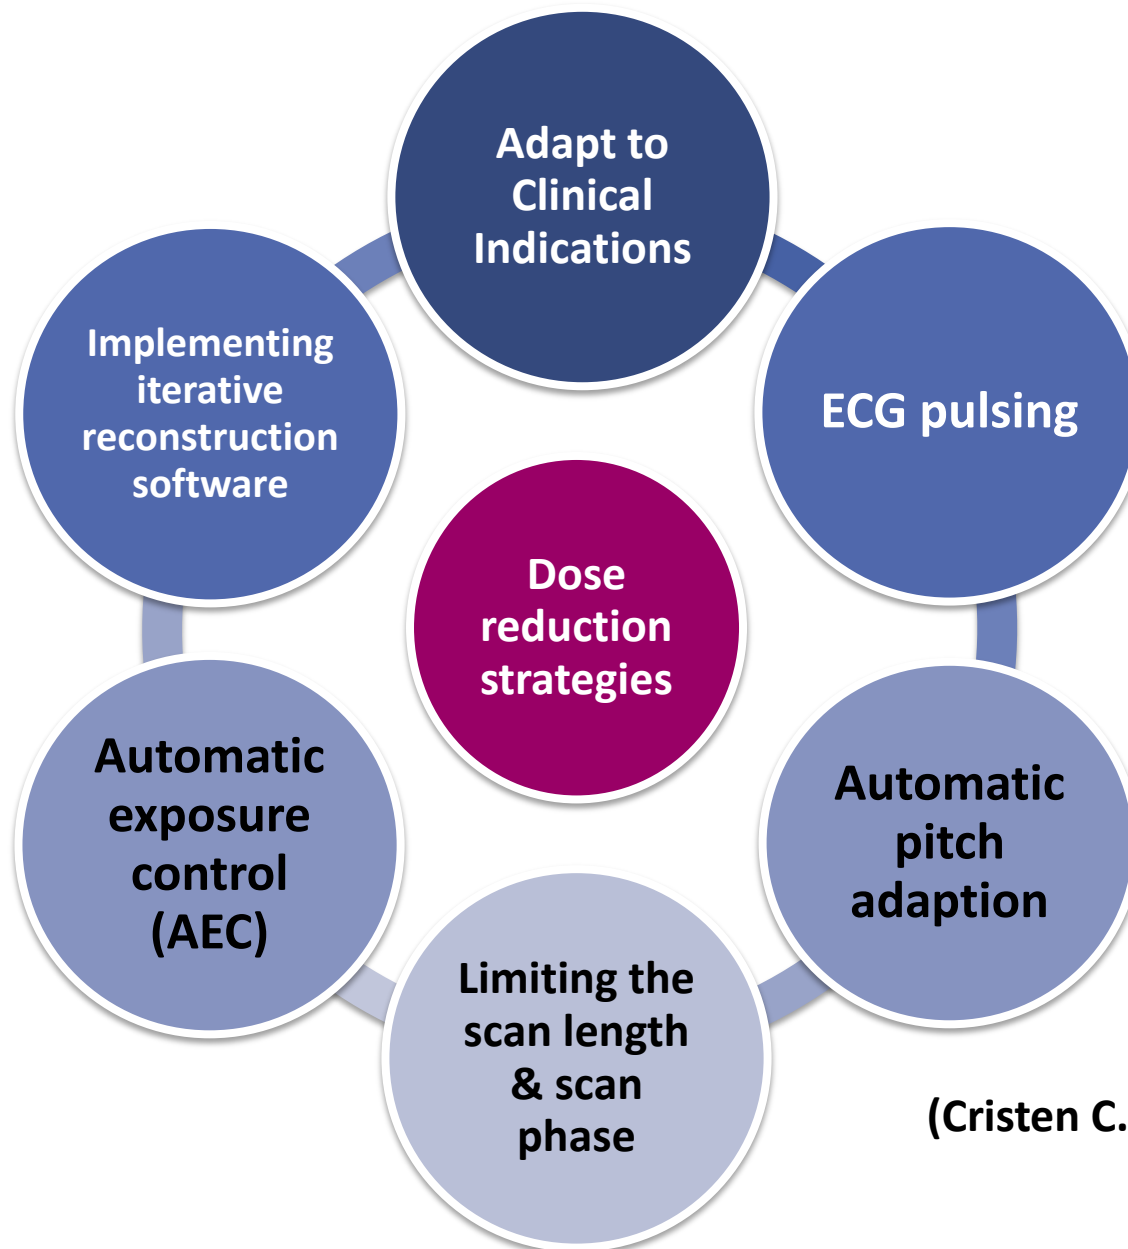 Adapt to
Clinical
Indications
ECG pulsing
Automatic
pitch
adaption
Limiting the
scan length
& scan
phase
Automatic
exposure
control
(AEC)
Implementing
iterative
reconstruction
software
Dose
reduction
strategies
(Cristen C.